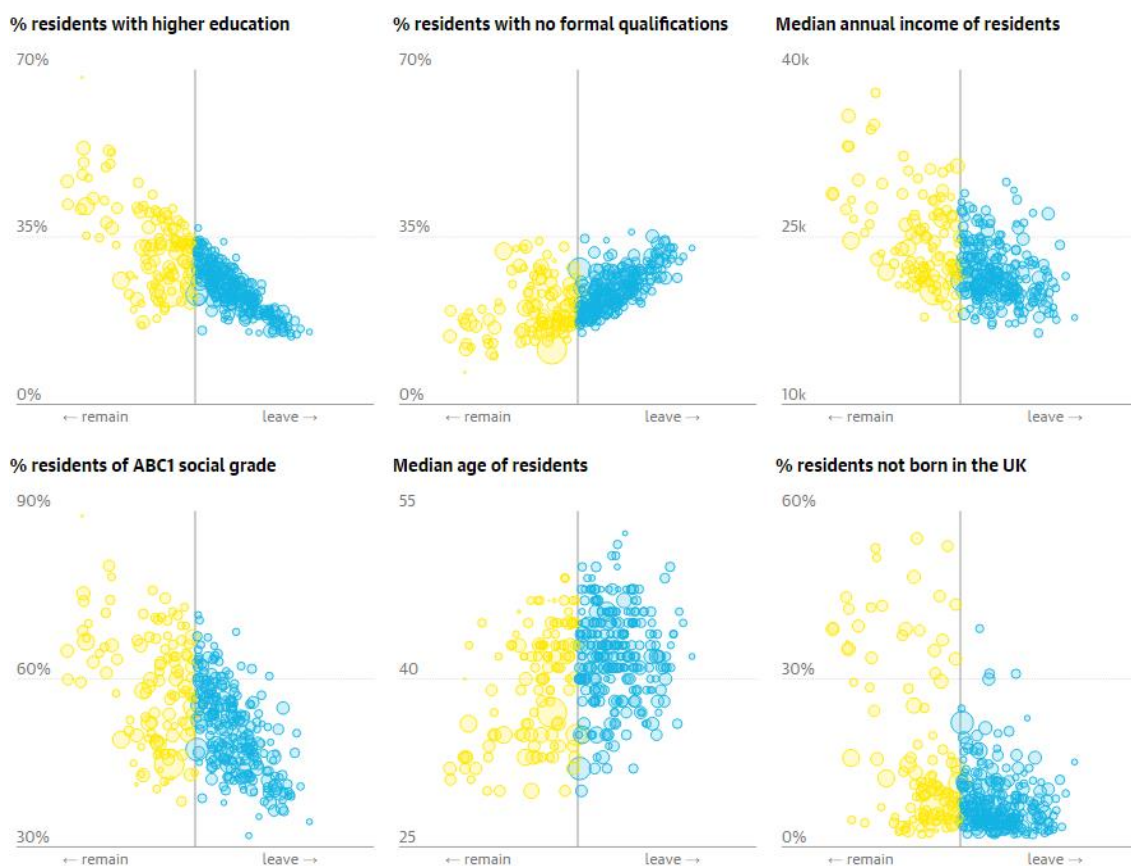 % residents with higher education
% residents with no formal qualifications
Median annual income of residents
70%
70%
40k
35%
35%
25k
0%
0%
10k
← remain
leave →
← remain
leave →
← remain
leave →
% residents of ABC1 social grade
Median age of residents
% residents not born in the UK
90%
55
60%
60%
40
30%
30%
25
0%
← remain
leave →
← remain
leave →
← remain
leave →